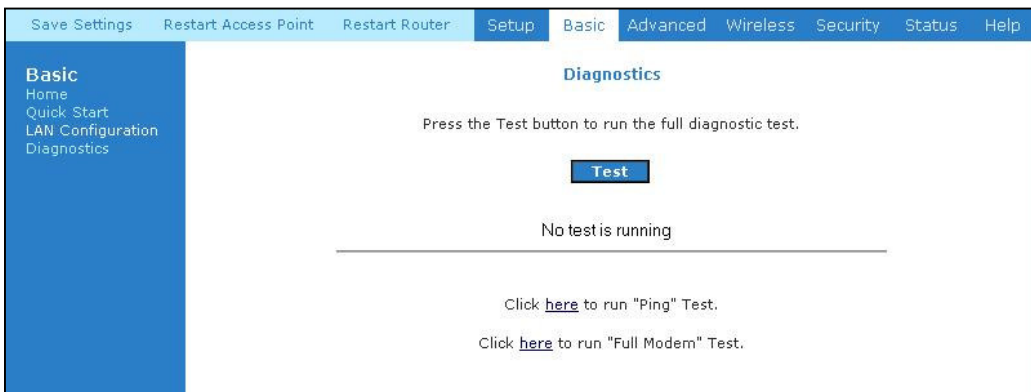 Save Settings Restart Access Point Restart Router Setup Basic Advanced Wireless Security Status Help
Basic
Home
Quick Start
LAN Configuration
Diagnostics
Diagnostics
Press the Test button to run the full diagnostic test.
Test
No test is running
Click here to run "Ping" Test.
Click here to run "Full Modem" Test.